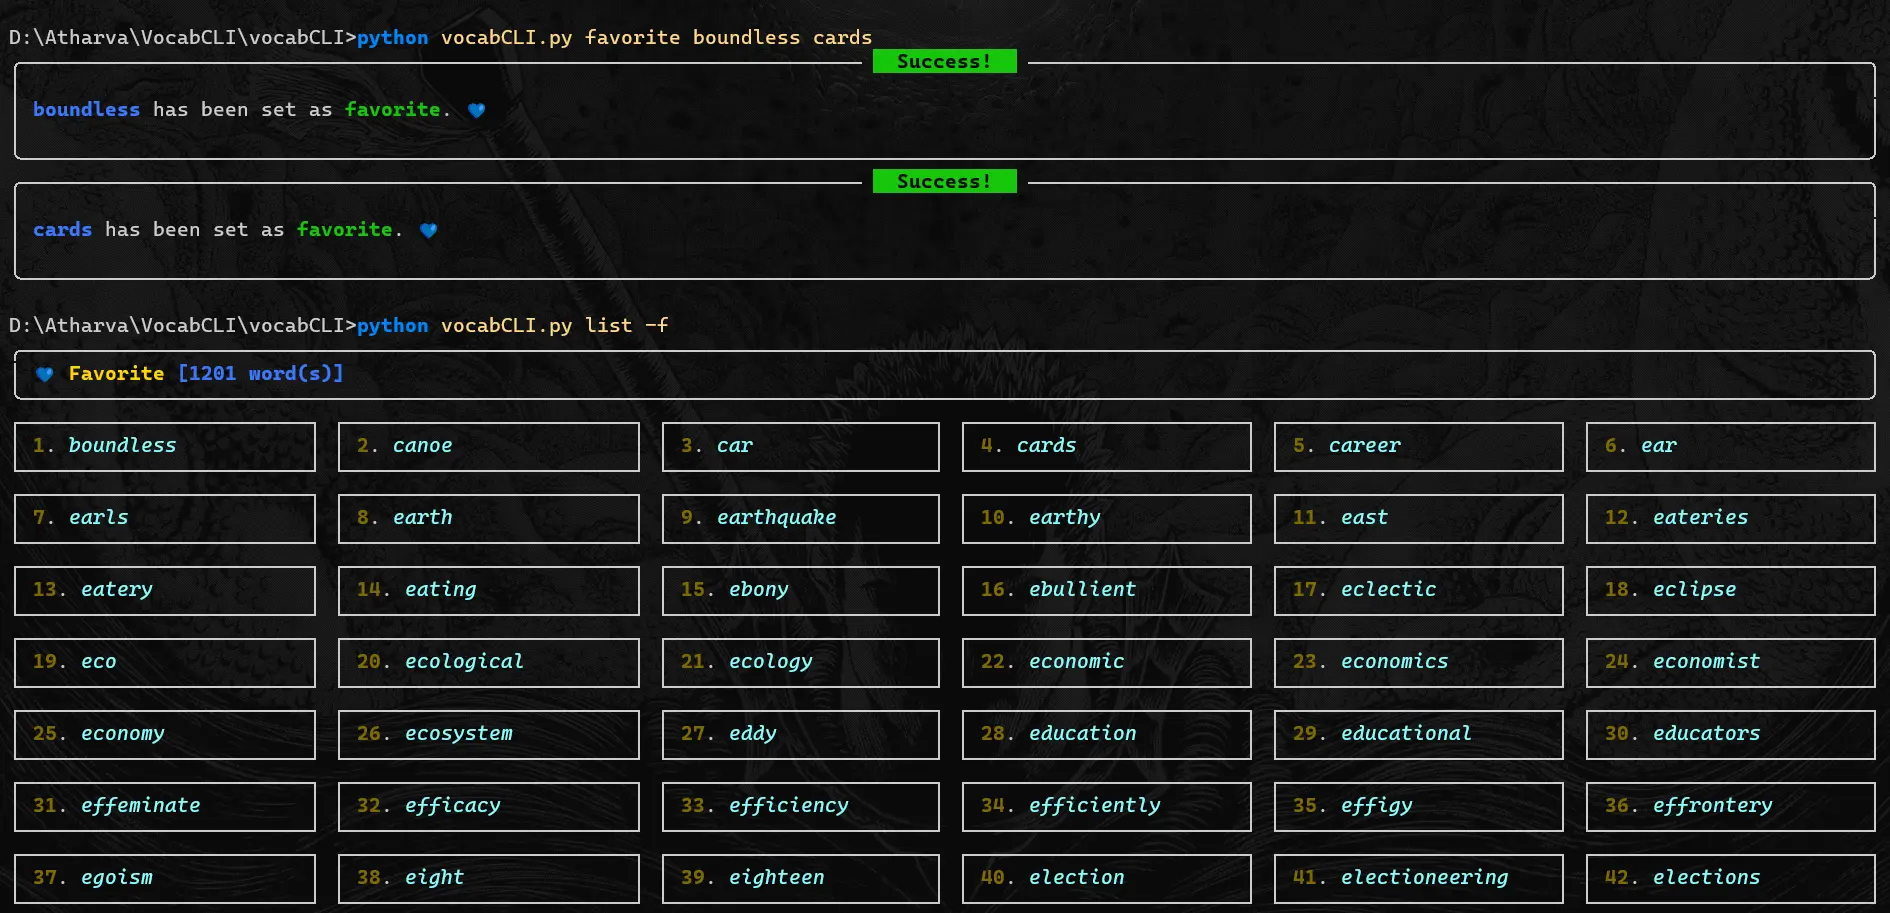 D:\Atharva\VocabCLI\vocabCLI>python vocabCLI.py favorite boundless cards
Success!
boundless has been set as favorite. 💙
Success!
cards has been set as favorite. 💙
D:\Atharva\VocabCLI\vocabCLI>python vocabCLI.py list -f
💙 Favorite [1201 word(s)]
1. boundless 2. canoe 3. car 4. cards 5. career 6. ear
7. earls 8. earth 9. earthquake 10. earthy 11. east 12. eateries
13. eatery 14. eating 15. ebony 16. ebullient 17. eclectic 18. eclipse
19. eco 20. ecological 21. ecology 22. economic 23. economics 24. economist
25. economy 26. ecosystem 27. eddy 28. education 29. educational 30. educators
31. effeminate 32. efficacy 33. efficiency 34. efficiently 35. effigy 36. effrontery
37. egoism 38. eight 39. eighteen 40. election 41. electioneering 42. elections